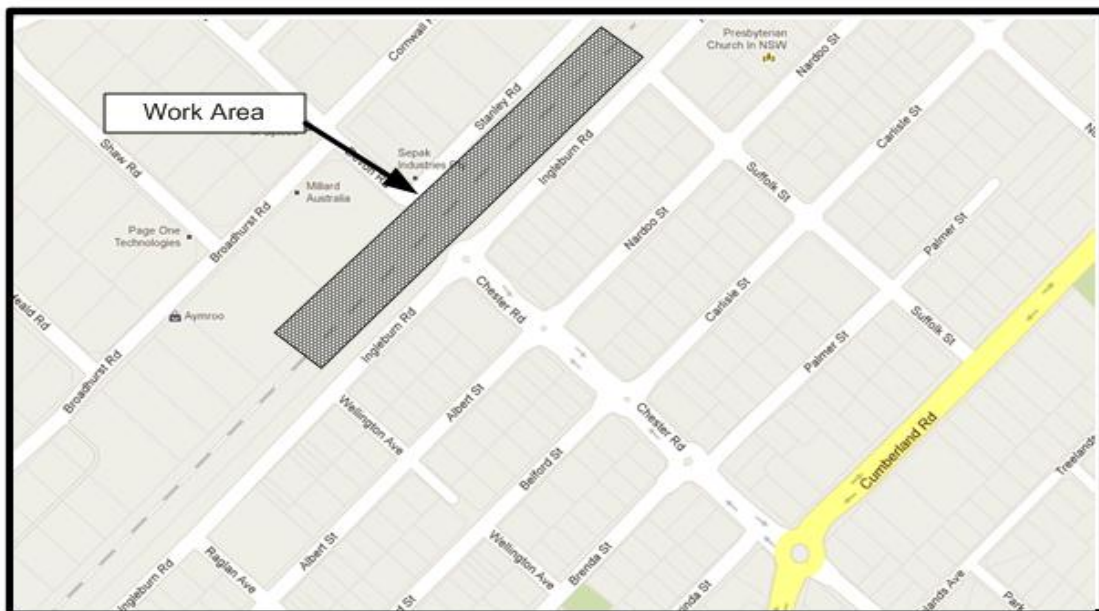 Presbyterian
Church in NSW
Nardoo St
Stanley Rd
Work Area
Carlisle St
Shaw Rd
Sepak
Industries
Ingleburn Rd
Millard
Australia
Suffolk St
Page One
Technologies
Broadhurst Rd
Nardoo St
Palmer St
Chester Rd
Aymroo
Carlisle St
Ingleburn Rd
Suffolk St
Broadhurst Rd
Palmer St
Albert St
Wellington Ave
Chester Rd
Cumberland Rd
Belford St
Albert St
Wellington Ave
Brenda St
Raglan Ave
Ingleburn Rd